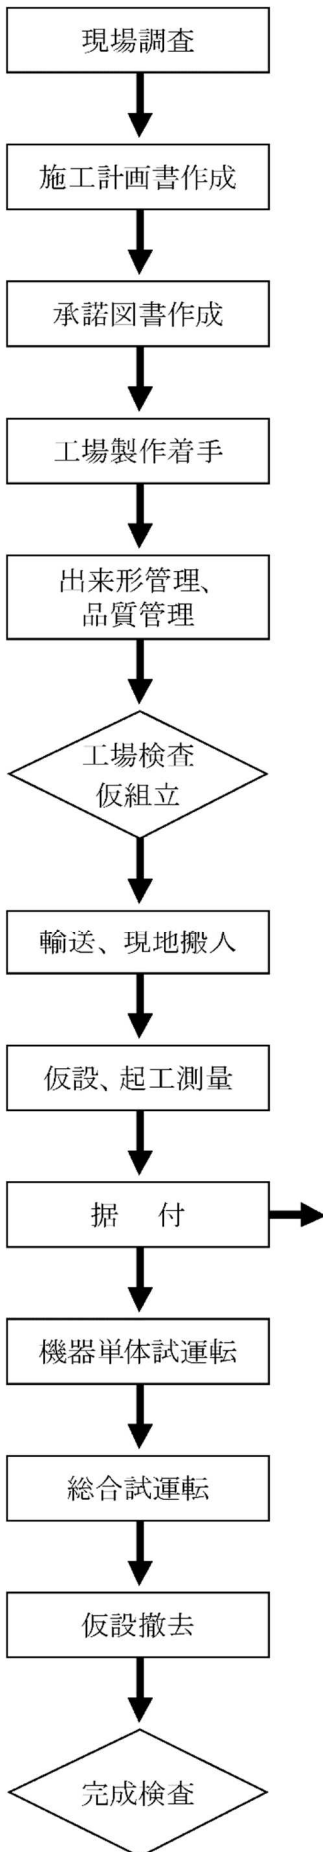 現場調査
施工計画書作成
承諾図書作成
工場製作着手
出来形管理、
品質管理
工場検査
仮組立
輸送、現地搬入
仮設、起工測量
据　付
機器単体試運転
総合試運転
仮設撤去
完成検査